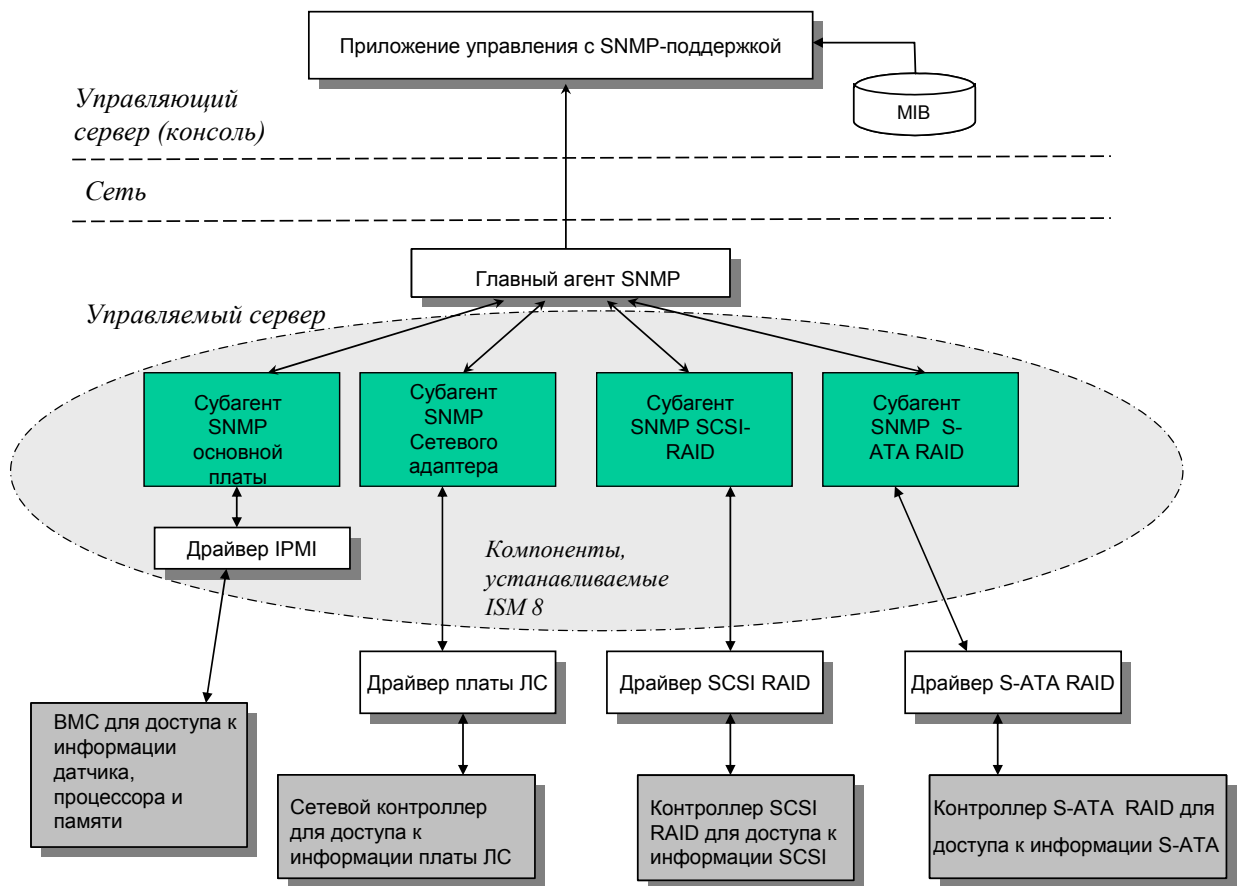 Приложение управления с SNMP-поддержкой
MIB
Управляющий
сервер (консоль)
Сеть
Главный агент SNMP
Управляемый сервер
Субагент
SNMP
основной
платы
Субагент
SNMP
Сетевого
адаптера
Субагент
SNMP SCSI-
RAID
Субагент
SNMP S-
ATA RAID
Драйвер IPMI
Компоненты,
устанавливаемые
ISM 8
Драйвер платы ЛС
Драйвер SCSI RAID
Драйвер S-ATA RAID
BMC для доступа к
информации
датчика,
процессора и
памяти
Сетевой контроллер
для доступа к
информации платы ЛС
Контроллер SCSI
RAID для доступа к
информации SCSI
Контроллер S-ATA RAID для
доступа к информации S-ATA